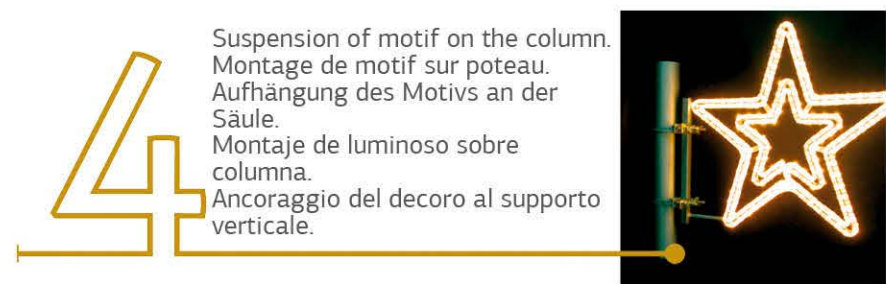 4
Suspension of motif on the column.
Montage de motif sur poteau.
Aufhängung des Motivs an der
Säule.
Montaje de luminoso sobre
columna.
Ancoraggio del decoro al supporto
verticale.